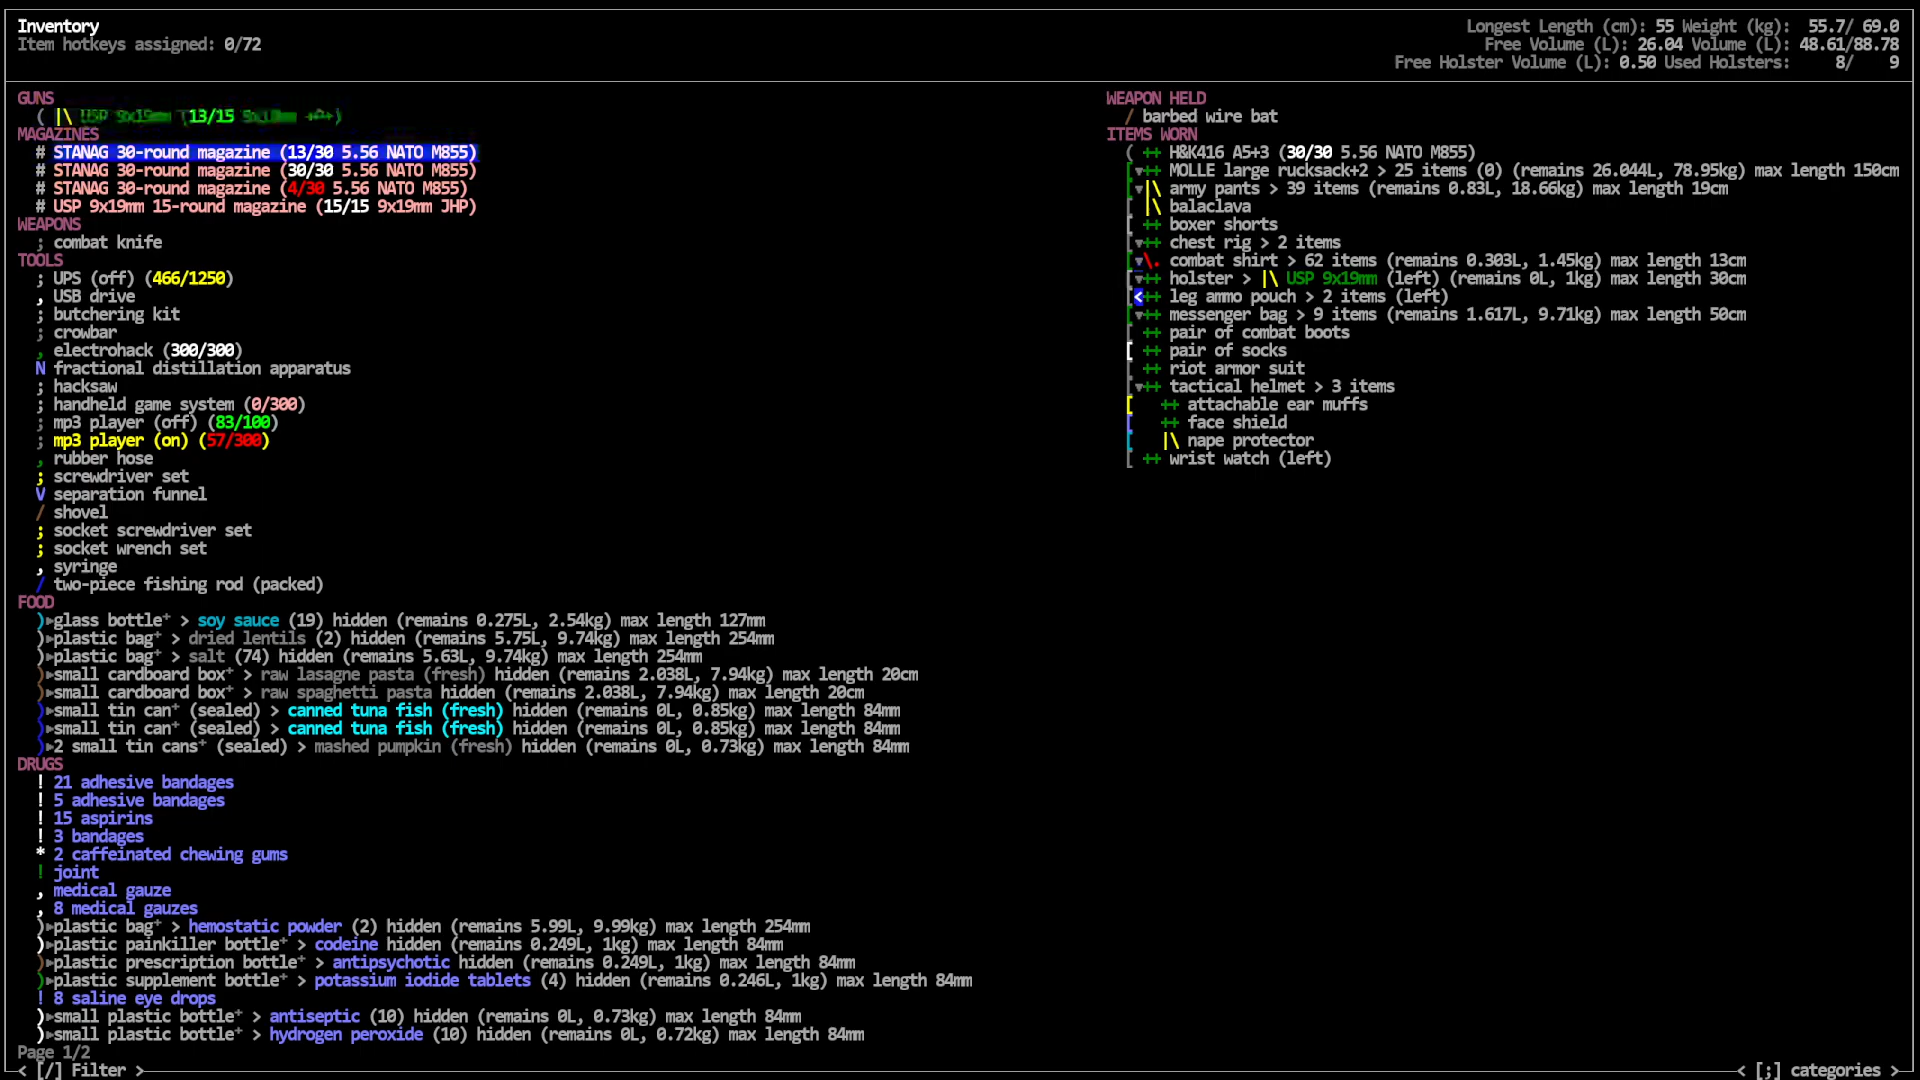 Inventory
Item hotkeys assigned: 0/72
Longest Length (cm): 55 Weight (kg): 55.7/ 69.0
Free Volume (L): 26.04 Volume (L): 48.61/88.78
Free Holster Volume (L): 0.50 Used Holsters: 8/ 9
GUNS
( |\ USP 9x19mm (13/15
MAGAZINES
# STANAG 30-round magazine (13/30 5.56 NATO M855)
# STANAG 30-round magazine (30/30 5.56 NATO M855)
# STANAG 30-round magazine (4/30 5.56 NATO M855)
# USP 9x19mm 15-round magazine (15/15 9x19mm JHP)
WEAPONS
; combat knife
TOOLS
; UPS (off) (466/1250)
, USB drive
; butchering kit
; crowbar
, electrohack (300/300)
N fractional distillation apparatus
; hacksaw
; handheld game system (0/300)
; mp3 player (off) (83/100)
; mp3 player (on) (57/300)
, rubber hose
; screwdriver set
V separation funnel
/ shovel
; socket screwdriver set
; socket wrench set
, syringe
/ two-piece fishing rod (packed)
FOOD
)▸glass bottle⁺ > soy sauce (19) hidden (remains 0.275L, 2.54kg) max length 127mm
)▸plastic bag⁺ > dried lentils (2) hidden (remains 5.75L, 9.74kg) max length 254mm
)▸plastic bag⁺ > salt (74) hidden (remains 5.63L, 9.74kg) max length 254mm
)▸small cardboard box⁺ > raw lasagne pasta (fresh) hidden (remains 2.038L, 7.94kg) max length 20cm
)▸small cardboard box⁺ > raw spaghetti pasta hidden (remains 2.038L, 7.94kg) max length 20cm
)▸small tin can⁺ (sealed) > canned tuna fish (fresh) hidden (remains 0L, 0.85kg) max length 84mm
)▸small tin can⁺ (sealed) > canned tuna fish (fresh) hidden (remains 0L, 0.85kg) max length 84mm
)▸2 small tin cans⁺ (sealed) > mashed pumpkin (fresh) hidden (remains 0L, 0.73kg) max length 84mm
DRUGS
! 21 adhesive bandages
! 5 adhesive bandages
! 15 aspirins
! 3 bandages
* 2 caffeinated chewing gums
! joint
, medical gauze
, 8 medical gauzes
)▸plastic bag⁺ > hemostatic powder (2) hidden (remains 5.99L, 9.99kg) max length 254mm
)▸plastic painkiller bottle⁺ > codeine hidden (remains 0.249L, 1kg) max length 84mm
)▸plastic prescription bottle⁺ > antipsychotic hidden (remains 0.249L, 1kg) max length 84mm
)▸plastic supplement bottle⁺ > potassium iodide tablets (4) hidden (remains 0.246L, 1kg) max length 84mm
! 8 saline eye drops
)▸small plastic bottle⁺ > antiseptic (10) hidden (remains 0L, 0.73kg) max length 84mm
)▸small plastic bottle⁺ > hydrogen peroxide (10) hidden (remains 0L, 0.72kg) max length 84mm
Page 1/2
< [/] Filter >
WEAPON HELD
/ barbed wire bat
ITEMS WORN
( ++ H&K416 A5+3 (30/30 5.56 NATO M855)
[▾++ MOLLE large rucksack+2 > 25 items (0) (remains 26.044L, 78.95kg) max length 150cm
[▾|\ army pants > 39 items (remains 0.83L, 18.66kg) max length 19cm
[ |\ balaclava
[ ++ boxer shorts
[▾++ chest rig > 2 items
[▾\. combat shirt > 62 items (remains 0.303L, 1.45kg) max length 13cm
[▾++ holster > |\ USP 9x19mm (left) (remains 0L, 1kg) max length 30cm
[<++ leg ammo pouch > 2 items (left)
[▾++ messenger bag > 9 items (remains 1.617L, 9.71kg) max length 50cm
[ ++ pair of combat boots
[ ++ pair of socks
[ ++ riot armor suit
[▾++ tactical helmet > 3 items
[ ++ attachable ear muffs
[ ++ face shield
[ |\ nape protector
[ ++ wrist watch (left)
< [;] categories >